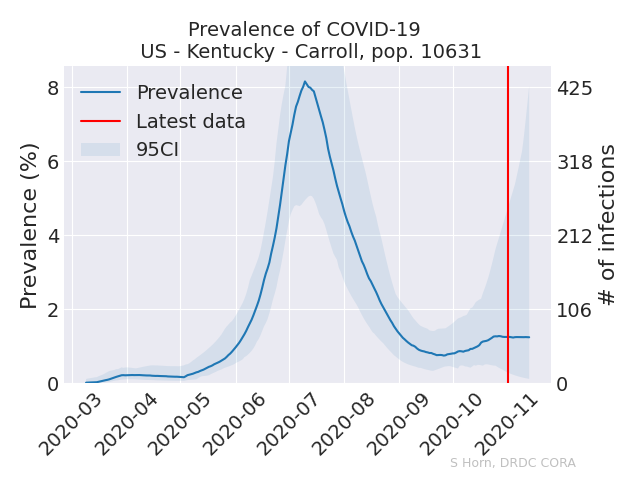 Prevalence of COVID-19
US - Kentucky - Carroll, pop. 10631
Prevalence
Latest data
95CI
Prevalence (%)
8
6
4
2
0
425
318
212
106
0
# of infections
2020-03
2020-04
2020-05
2020-06
2020-07
2020-08
2020-09
2020-10
2020-11
S Horn, DRDC CORA